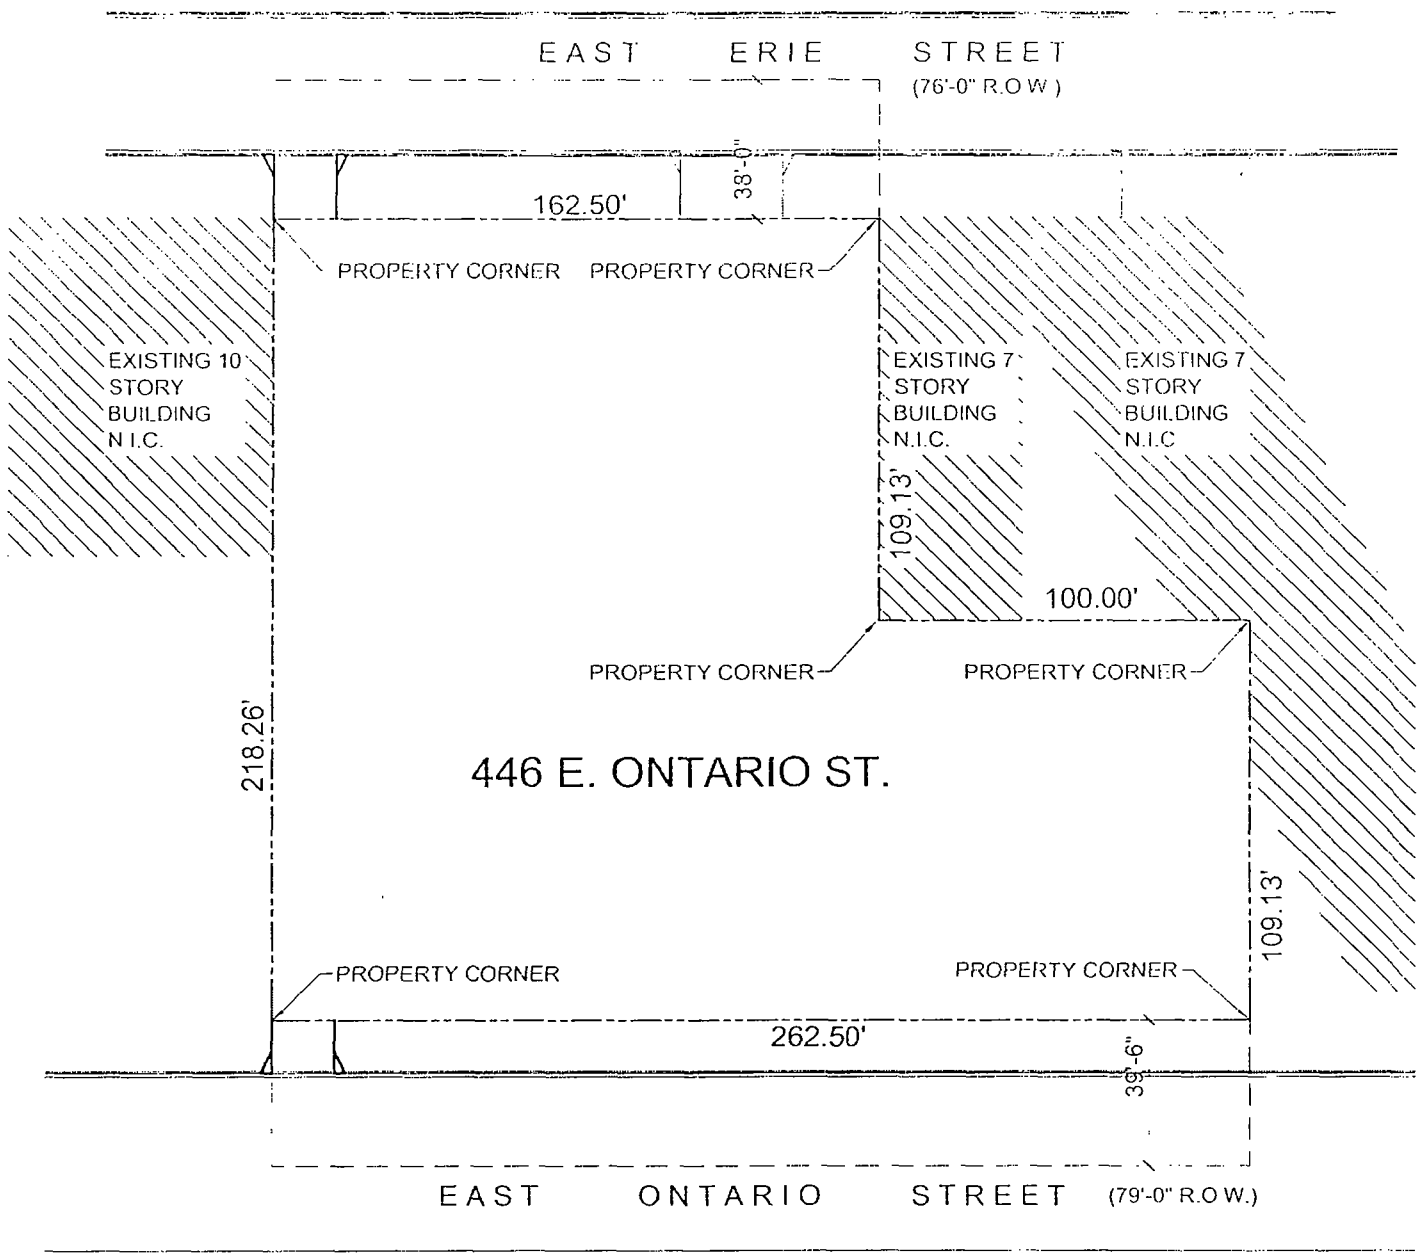 EAST ERIE STREET
(76'-0" R.O W )
38'-0"
162.50'
PROPERTY CORNER
PROPERTY CORNER
EXISTING 10
STORY
BUILDING
N I.C.
EXISTING 7
STORY
BUILDING
N.I.C.
EXISTING 7
STORY
BUILDING
N.I.C
109.13'
100.00'
PROPERTY CORNER
PROPERTY CORNER
218.26'
446 E. ONTARIO ST.
109.13'
PROPERTY CORNER
PROPERTY CORNER
262.50'
39'-6"
EAST ONTARIO STREET
(79'-0" R.O W.)